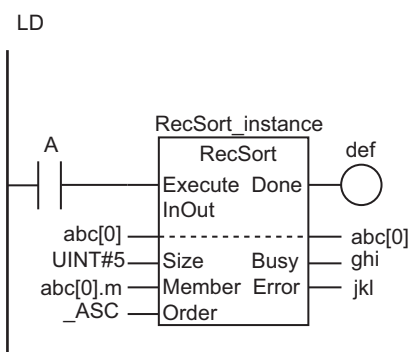 LD
A
RecSort_instance
RecSort
def
Execute Done
InOut
abc[0] abc[0]
UINT#5 Size Busy ghi
abc[0].m Member Error jkl
_ASC Order